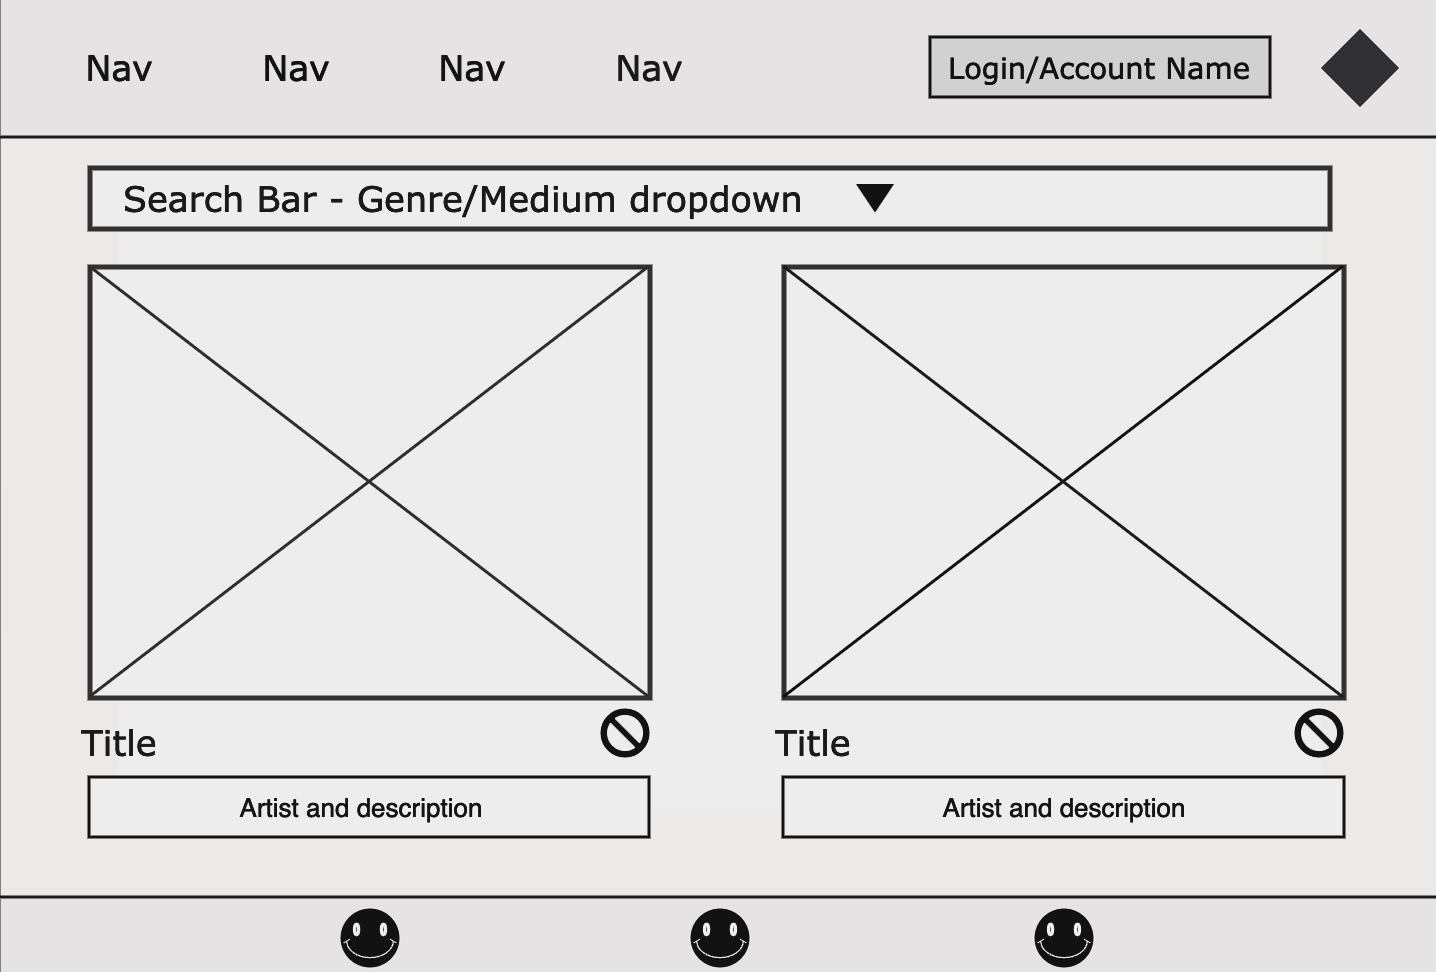 Nav Nav Nav Nav Login/Account Name
Search Bar - Genre/Medium dropdown
Title Title
Artist and description Artist and description